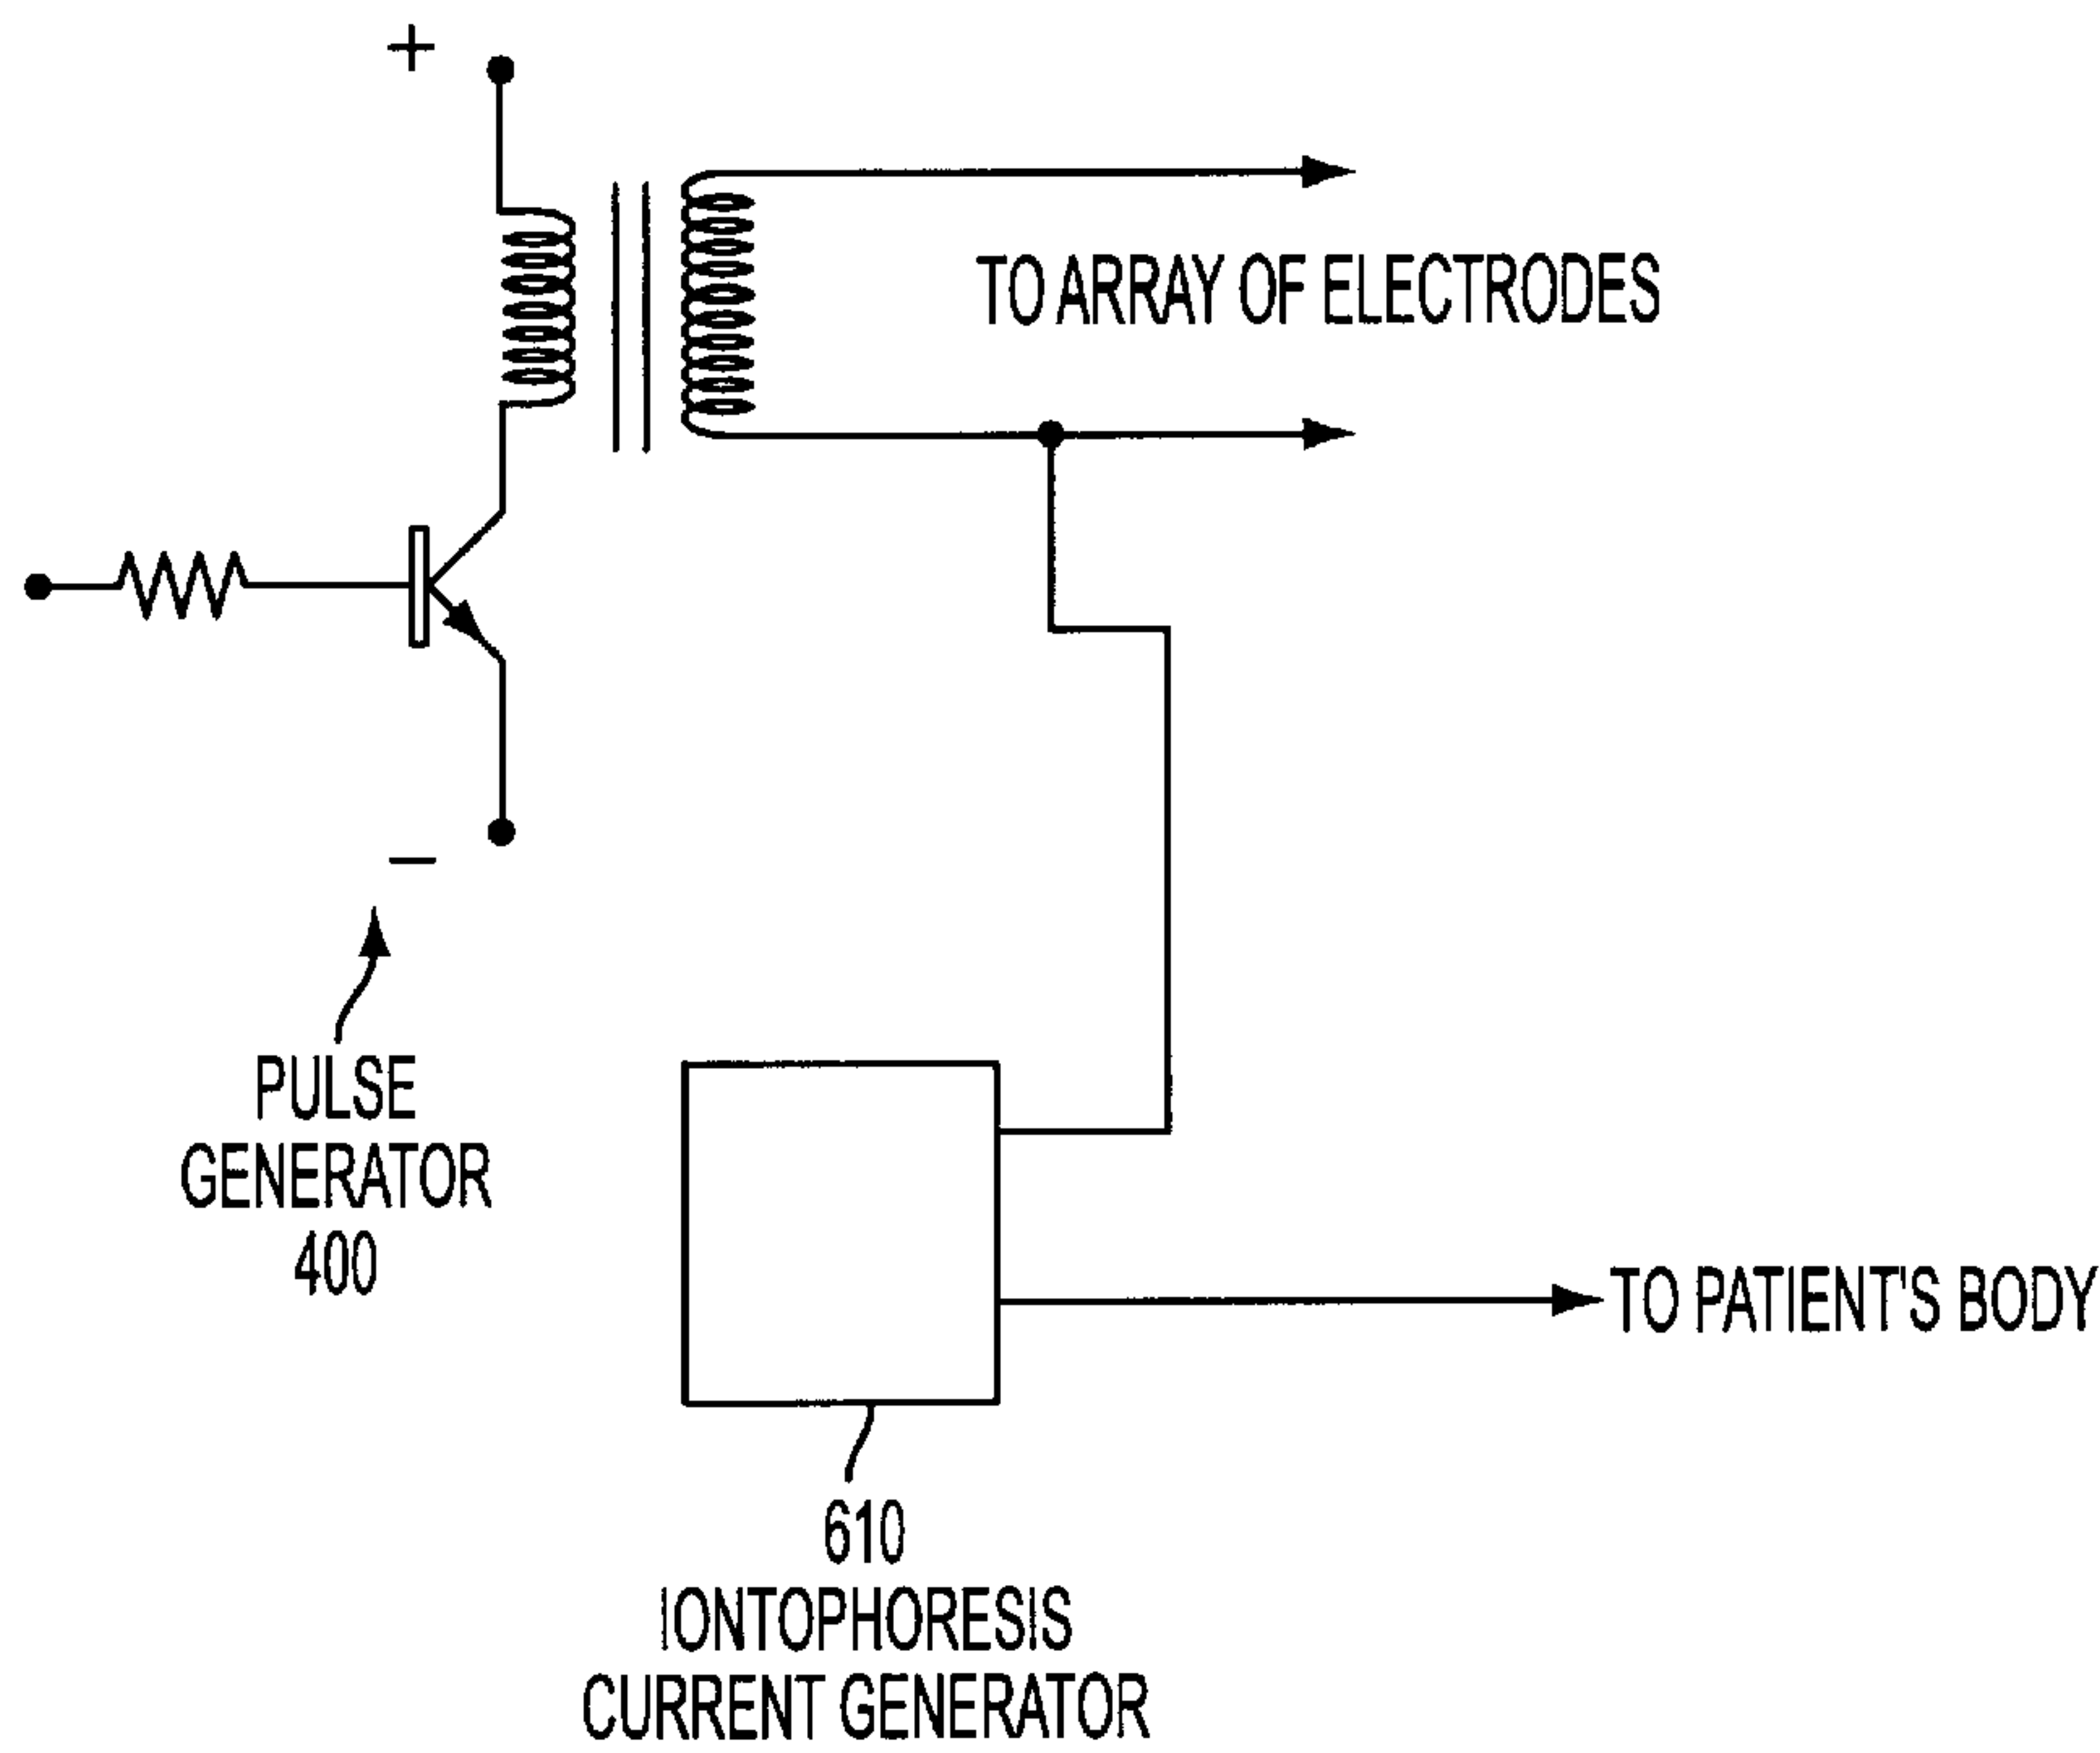 +
TO ARRAY OF ELECTRODES
−
PULSE
GENERATOR
400
TO PATIENT'S BODY
610
IONTOPHORESIS
CURRENT GENERATOR